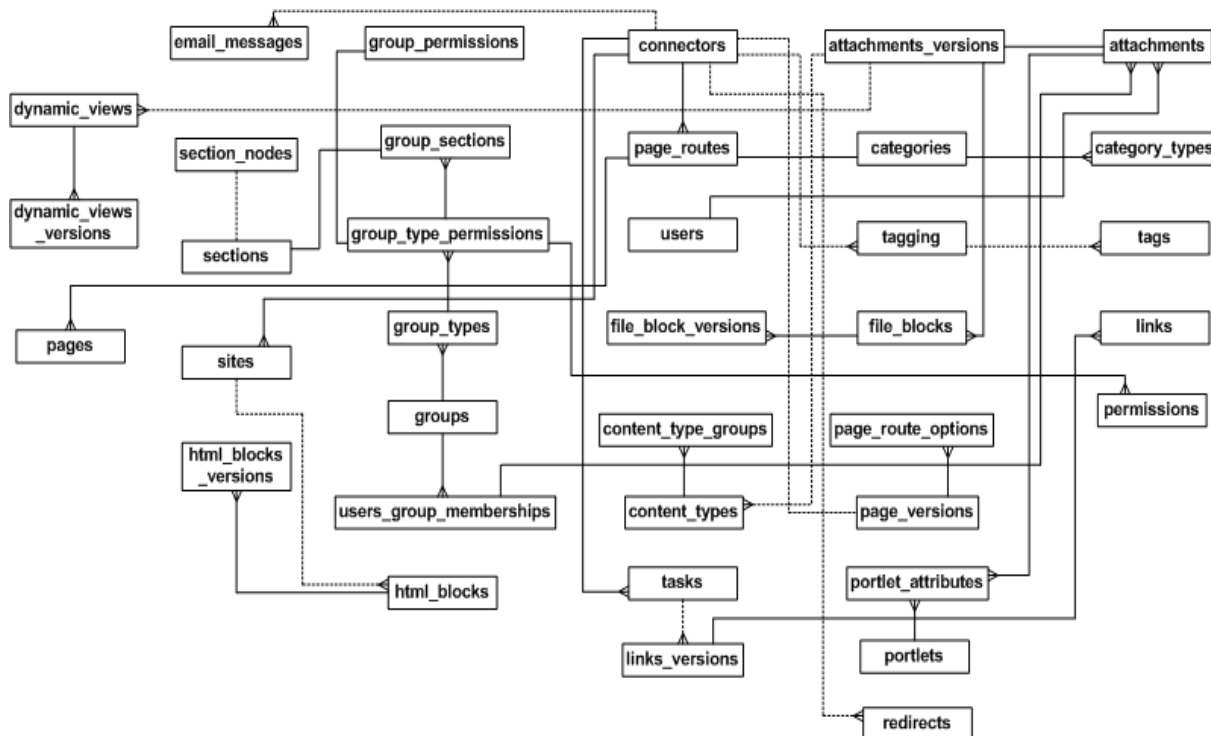 email_messages
group_permissions
connectors
attachments_versions
attachments
dynamic_views
section_nodes
group_sections
page_routes
categories
category_types
dynamic_views
_versions
sections
group_type_permissions
users
tagging
tags
pages
sites
group_types
file_block_versions
file_blocks
links
groups
permissions
html_blocks
_versions
content_type_groups
page_route_options
users_group_memberships
content_types
page_versions
html_blocks
tasks
portlet_attributes
links_versions
portlets
redirects